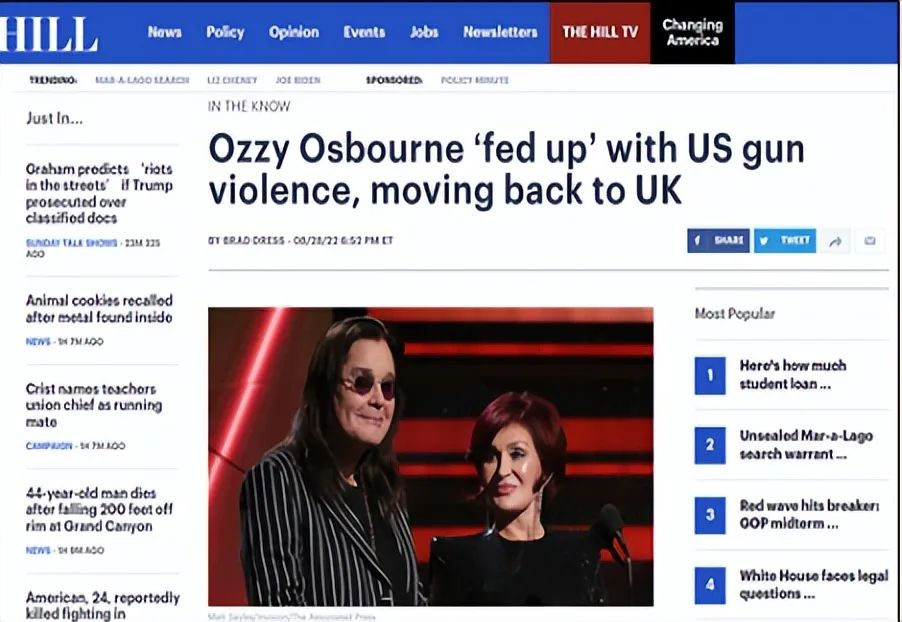 HILL
News Policy Opinion Events Jobs Newsletters THE HILL TV Changing
America
TRENDING: MAR-A-LAGO SEARCH LIZ CHENEY JOE BIDEN SPONSORED: POLICY MINUTE
IN THE KNOW
Ozzy Osbourne ‘fed up’ with US gun
violence, moving back to UK
BY BRAD DRESS - 08/28/22 6:52 PM ET
SHARE TWEET
Just In...
Graham predicts ‘riots
in the streets’ if Trump
prosecuted over
classified docs
SUNDAY TALK SHOWS - 23M 32S
AGO
Animal cookies recalled
after metal found inside
NEWS - 1H 7M AGO
Crist names teachers
union chief as running
mate
CAMPAIGN - 1H 7M AGO
44-year-old man dies
after falling 200 feet off
rim at Grand Canyon
NEWS - 1H 8M AGO
American, 24, reportedly
killed fighting in
Mark Sayles/Invision/The Associated Press
Most Popular
1 Here's how much
student loan ...
2 Unsealed Mar-a-Lago
search warrant ...
3 Red wave hits breaker:
GOP midterm ...
4 White House faces legal
questions ...